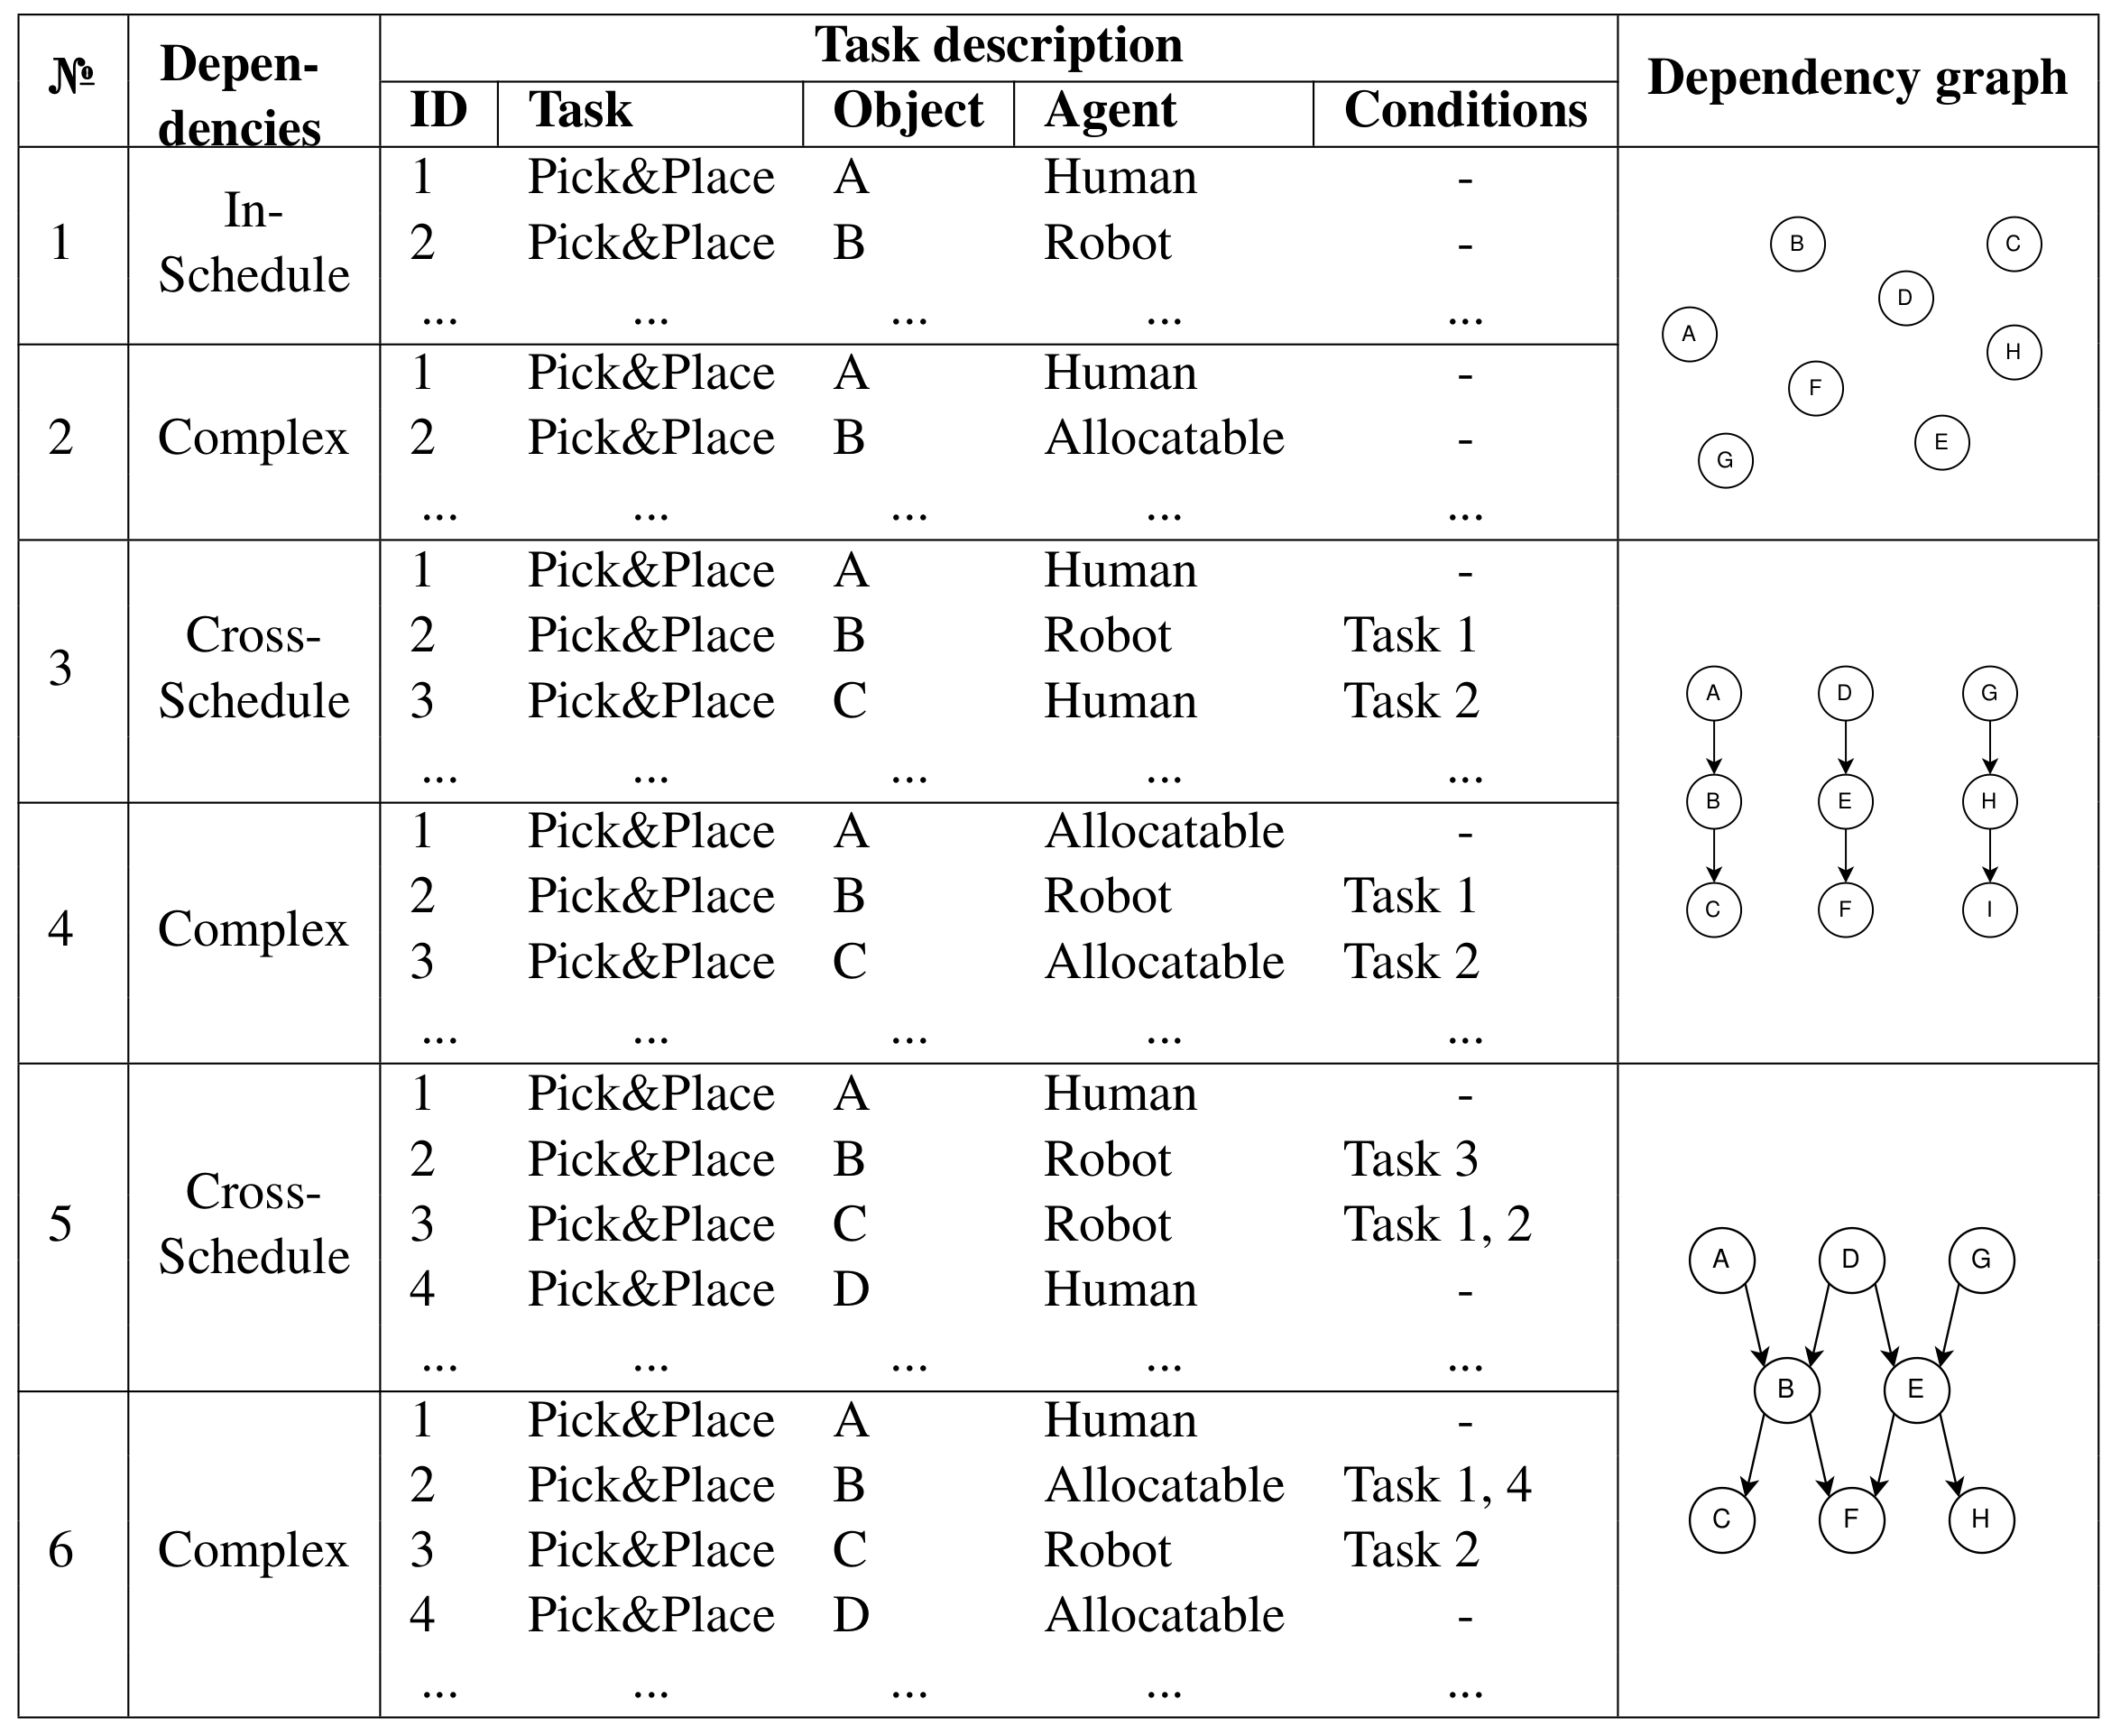 № Depen-dencies Task description Dependency graph
ID Task Object Agent Conditions
1 In-Schedule
1 Pick&Place A Human -
2 Pick&Place B Robot -
... ... ... ... ...
2 Complex
1 Pick&Place A Human -
2 Pick&Place B Allocatable -
... ... ... ... ...
B C
D
A
H
F
E
G
3 Cross-Schedule
1 Pick&Place A Human -
2 Pick&Place B Robot Task 1
3 Pick&Place C Human Task 2
... ... ... ... ...
4 Complex
1 Pick&Place A Allocatable -
2 Pick&Place B Robot Task 1
3 Pick&Place C Allocatable Task 2
... ... ... ... ...
A D G
B E H
C F I
5 Cross-Schedule
1 Pick&Place A Human -
2 Pick&Place B Robot Task 3
3 Pick&Place C Robot Task 1, 2
4 Pick&Place D Human -
... ... ... ... ...
6 Complex
1 Pick&Place A Human -
2 Pick&Place B Allocatable Task 1, 4
3 Pick&Place C Robot Task 2
4 Pick&Place D Allocatable -
... ... ... ... ...
A D G
B E
C F H